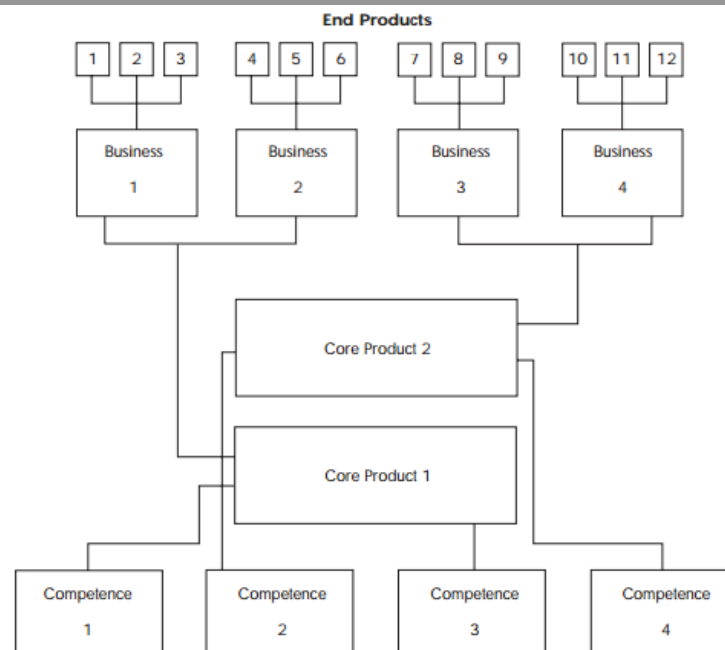 End Products
1 2 3 4 5 6 7 8 9 10 11 12
Business Business Business Business
1 2 3 4
Core Product 2
Core Product 1
Competence Competence Competence Competence
1 2 3 4